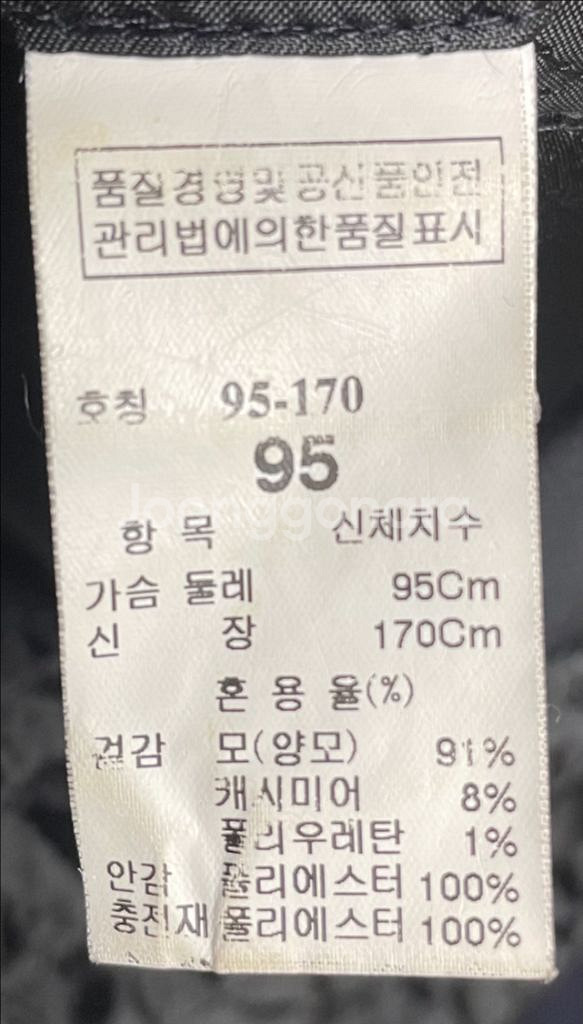 품질경영및공산품안전
관리법에의한품질표시
호칭 95-170
95
joonggonara
항 목 신체치수
가슴 둘레 95Cm
신 장 170Cm
혼 용 율(%)
겉감 모(양모) 91%
캐시미어 8%
폴리우레탄 1%
안감 폴리에스터 100%
충전재 폴리에스터 100%